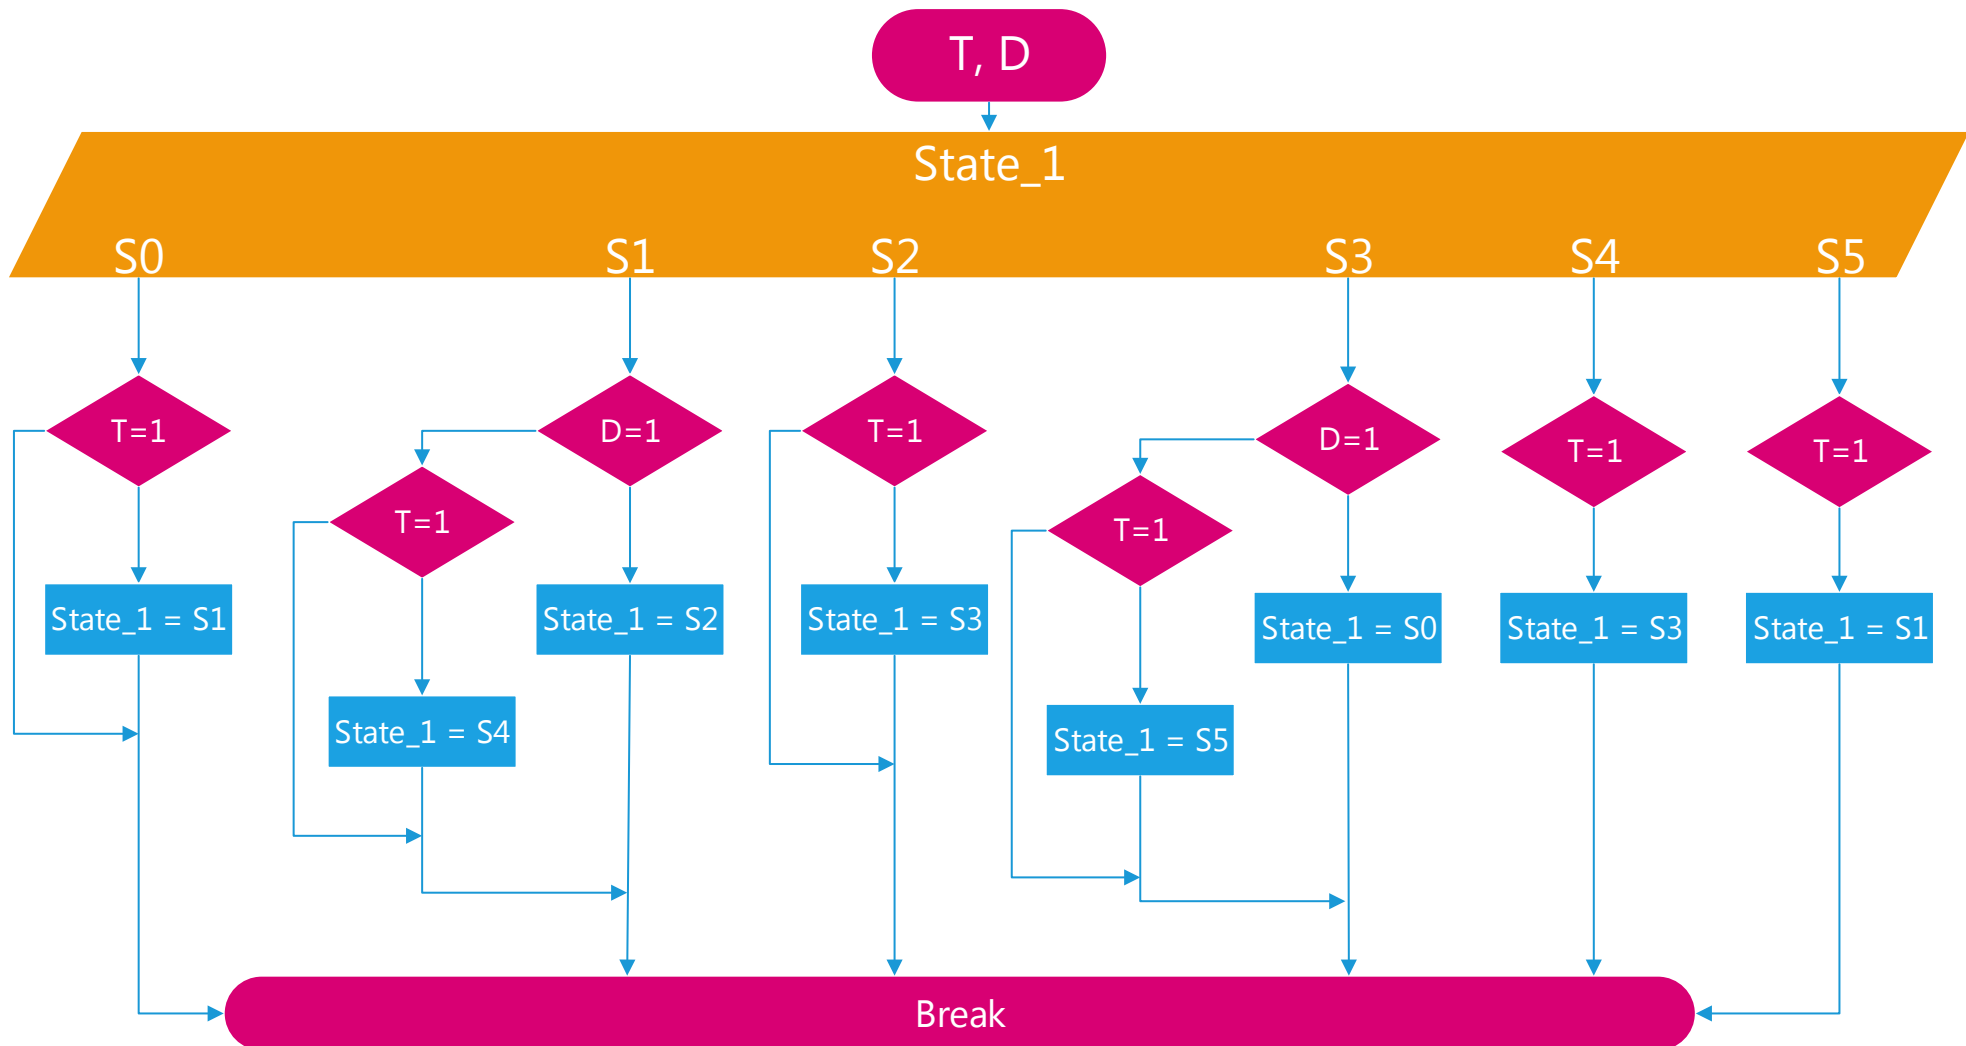 T, D
State_1
S0 S1 S2 S3 S4 S5
T=1 D=1 T=1 D=1 T=1 T=1
T=1 T=1
State_1 = S1 State_1 = S2 State_1 = S3 State_1 = S0 State_1 = S3 State_1 = S1
State_1 = S4 State_1 = S5
Break